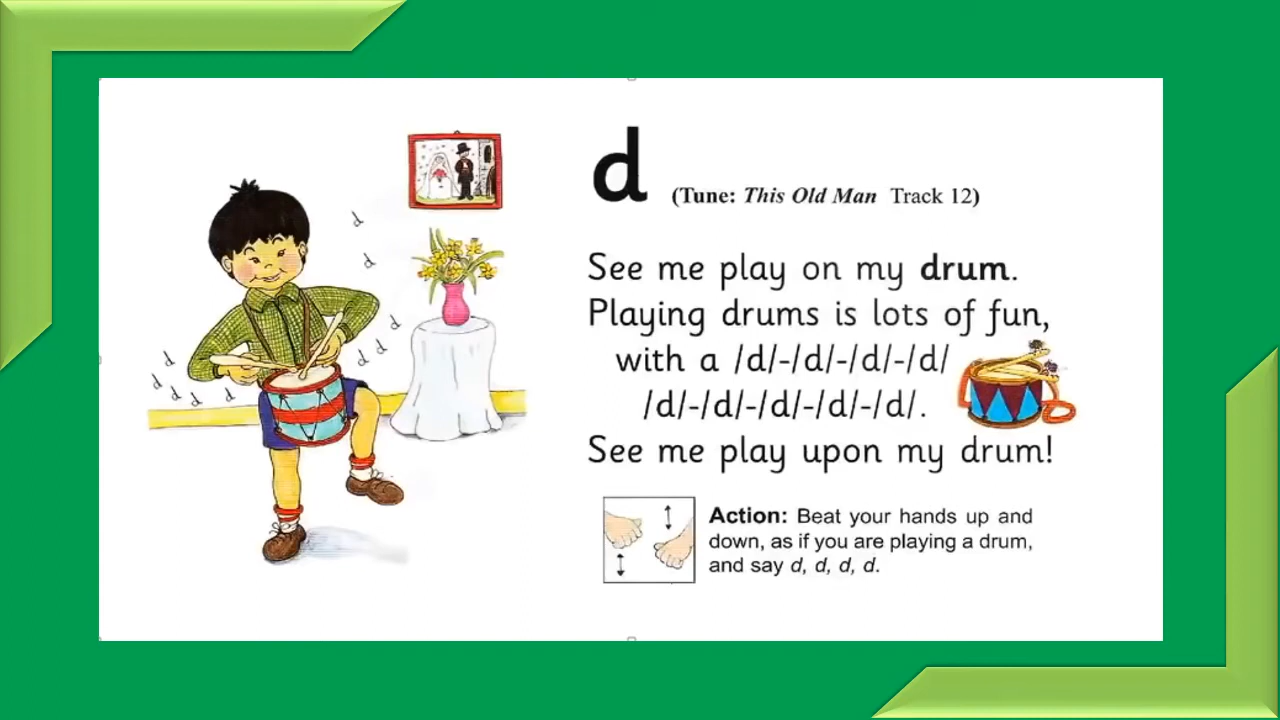 d
d
d
d
d
d
d
d
d
d
d
d (Tune: This Old Man Track 12)
See me play on my drum.
Playing drums is lots of fun,
with a /d/-/d/-/d/-/d/
/d/-/d/-/d/-/d/-/d/.
See me play upon my drum!
Action: Beat your hands up and
down, as if you are playing a drum,
and say d, d, d, d.